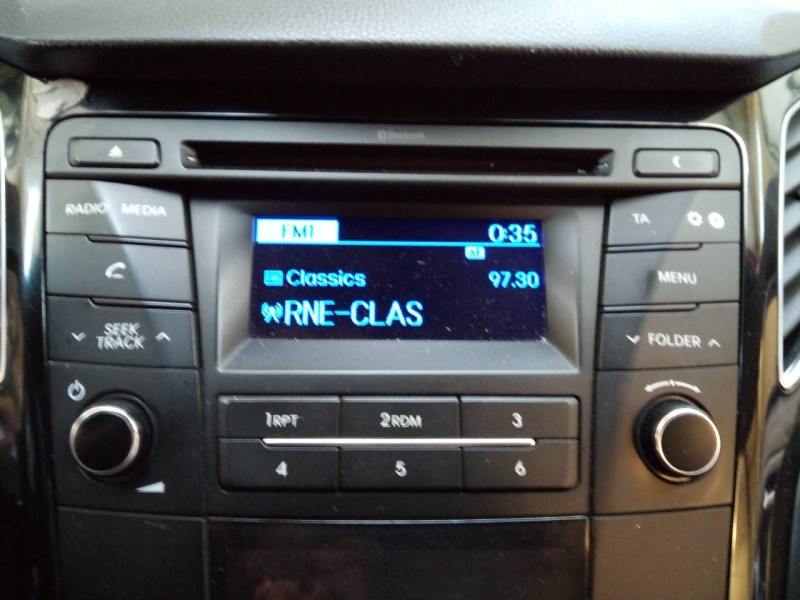 Bluetooth
RADIO MEDIA
TA
FM1 0:35
AF
Classics 97.30
RNE-CLAS
MENU
SEEK
TRACK
FOLDER
1RPT 2RDM 3
4 5 6